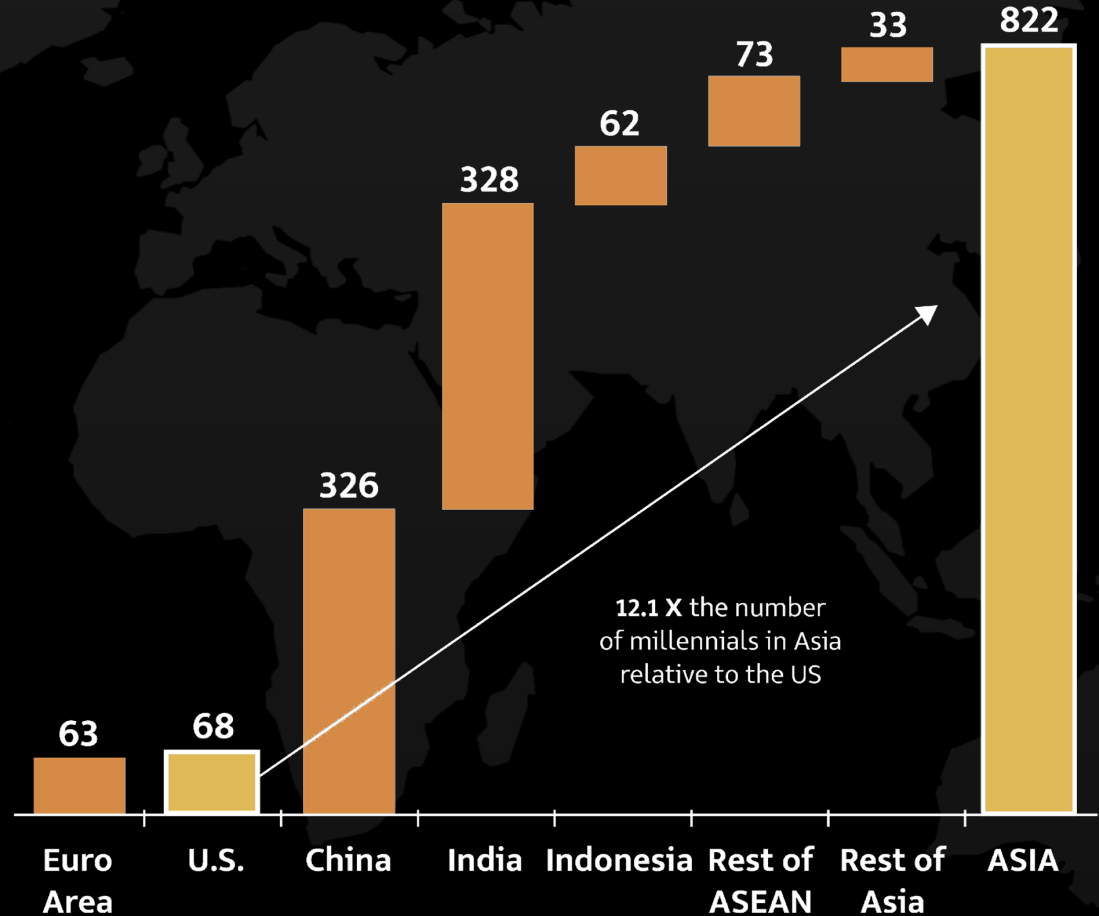 33
822
73
62
328
326
12.1 X the number
of millennials in Asia
relative to the US
63
68
Euro Area
U.S.
China
India
Indonesia
Rest of ASEAN
Rest of Asia
ASIA